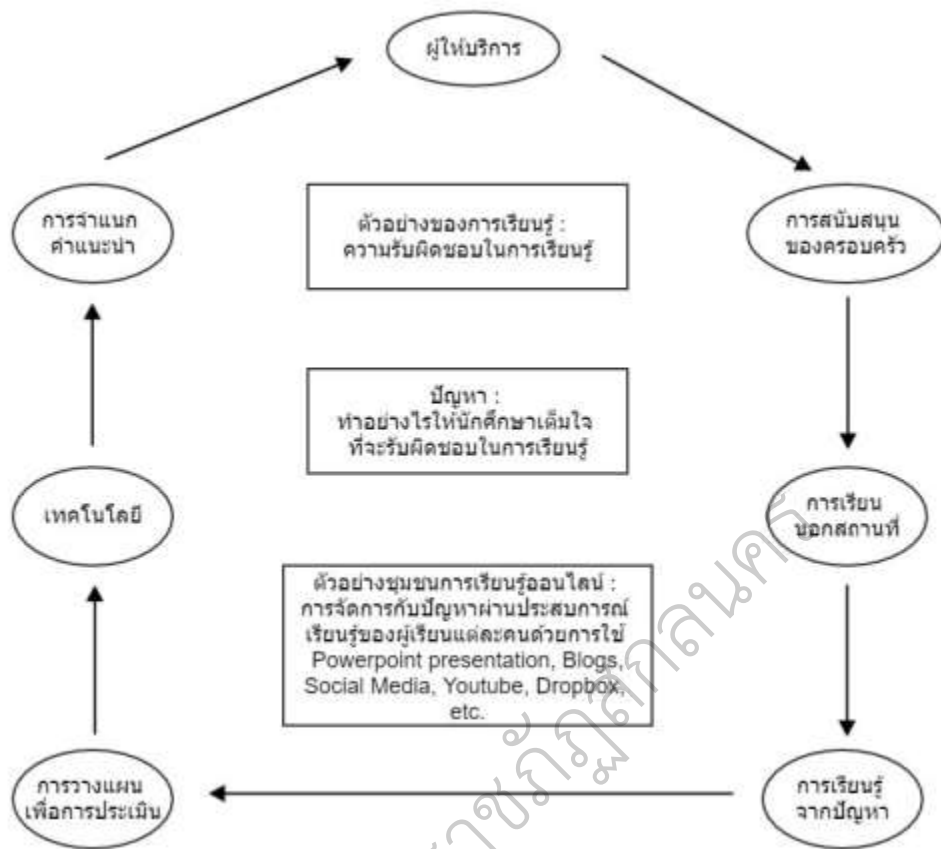 ผู้ให้บริการ
การจำแนก
คำแนะนำ
ตัวอย่างของการเรียนรู้ :
ความรับผิดชอบในการเรียนรู้
การสนับสนุน
ของครอบครัว
ปัญหา :
ทำอย่างไรให้นักศึกษาเต็มใจ
ที่จะรับผิดชอบในการเรียนรู้
เทคโนโลยี
การเรียน
นอกสถานที่
ตัวอย่างชุมชนการเรียนรู้ออนไลน์ :
การจัดการกับปัญหาผ่านประสบการณ์
เรียนรู้ของผู้เรียนแต่ละคนด้วยการใช้
Powerpoint presentation, Blogs,
Social Media, Youtube, Dropbox,
etc.
การวางแผน
เพื่อการประเมิน
การเรียนรู้
จากปัญหา
ราชภัฏสกลนคร